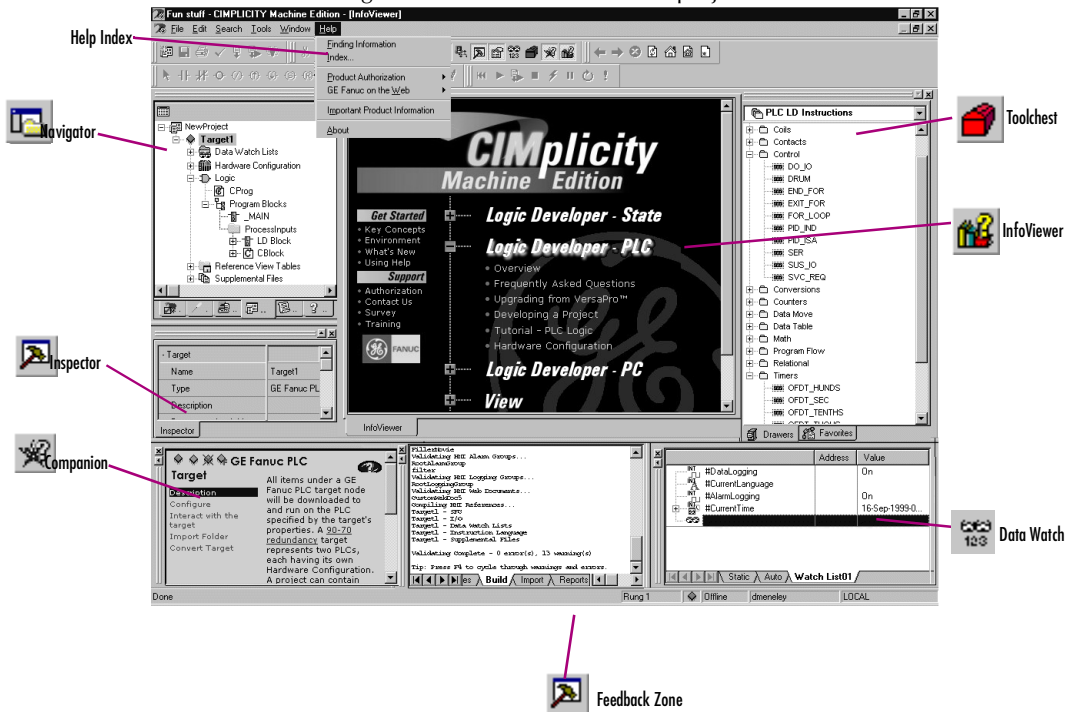 Fun stuff - CIMPLICITY Machine Edition - [InfoViewer]
File Edit Search Tools Window Help
Help Index
Finding Information
Index...
Product Authorization
GE Fanuc on the Web
Important Product Information
About
Navigator
NewProject
Target1
Data Watch Lists
Hardware Configuration
Logic
CProg
Program Blocks
_MAIN
ProcessInputs
LD Block
CBlock
Reference View Tables
Supplemental Files
CIMplicity
Machine Edition
Get Started
• Key Concepts
• Environment
• What's New
• Using Help
Support
• Authorization
• Contact Us
• Survey
• Training
GE FANUC
Logic Developer - State
Logic Developer - PLC
• Overview
• Frequently Asked Questions
• Upgrading from VersaPro™
• Developing a Project
• Tutorial - PLC Logic
• Hardware Configuration
Logic Developer - PC
View
InfoViewer
PLC LD Instructions
Coils
Contacts
Control
DO_IO
DRUM
END_FOR
EXIT_FOR
FOR_LOOP
PID_IND
PID_ISA
SER
SUS_IO
SVC_REQ
Conversions
Counters
Data Move
Data Table
Math
Program Flow
Relational
Timers
OFDT_HUNDS
OFDT_SEC
OFDT_TENTHS
Drawers Favorites
Toolchest
InfoViewer
Inspector
- Target
Name Target1
Type GE Fanuc PL
Description
Inspector
Companion
GE Fanuc PLC
Target
Description
Configure
Interact with the
target
Import Folder
Convert Target
All items under a GE
Fanuc PLC target node
will be downloaded to
and run on the PLC
specified by the target's
properties. A 90-70
redundancy target
represents two PLCs,
each having its own
Hardware Configuration.
A project can contain
FillerMovie
Validating HMI Alarm Groups...
RootAlarmGroup
filter
Validating HMI Logging Groups...
RootLoggingGroup
Validating HMI Web Documents...
CustomWebDoc5
Compiling HMI References...
Target1 - SFC
Target1 - I/O
Target1 - Data Watch Lists
Target1 - Instruction Language
Target1 - Supplemental Files
Validating Complete - 0 error(s), 13 warning(s)
Tip: Press F4 to cycle through warnings and errors.
es Build Import Reports
Address Value
#DataLogging On
#CurrentLanguage
#AlarmLogging On
#CurrentTime 16-Sep-1999-0...
Static Auto Watch List01
Data Watch
123
Done Rung 1 Offline dmeneley LOCAL
Feedback Zone